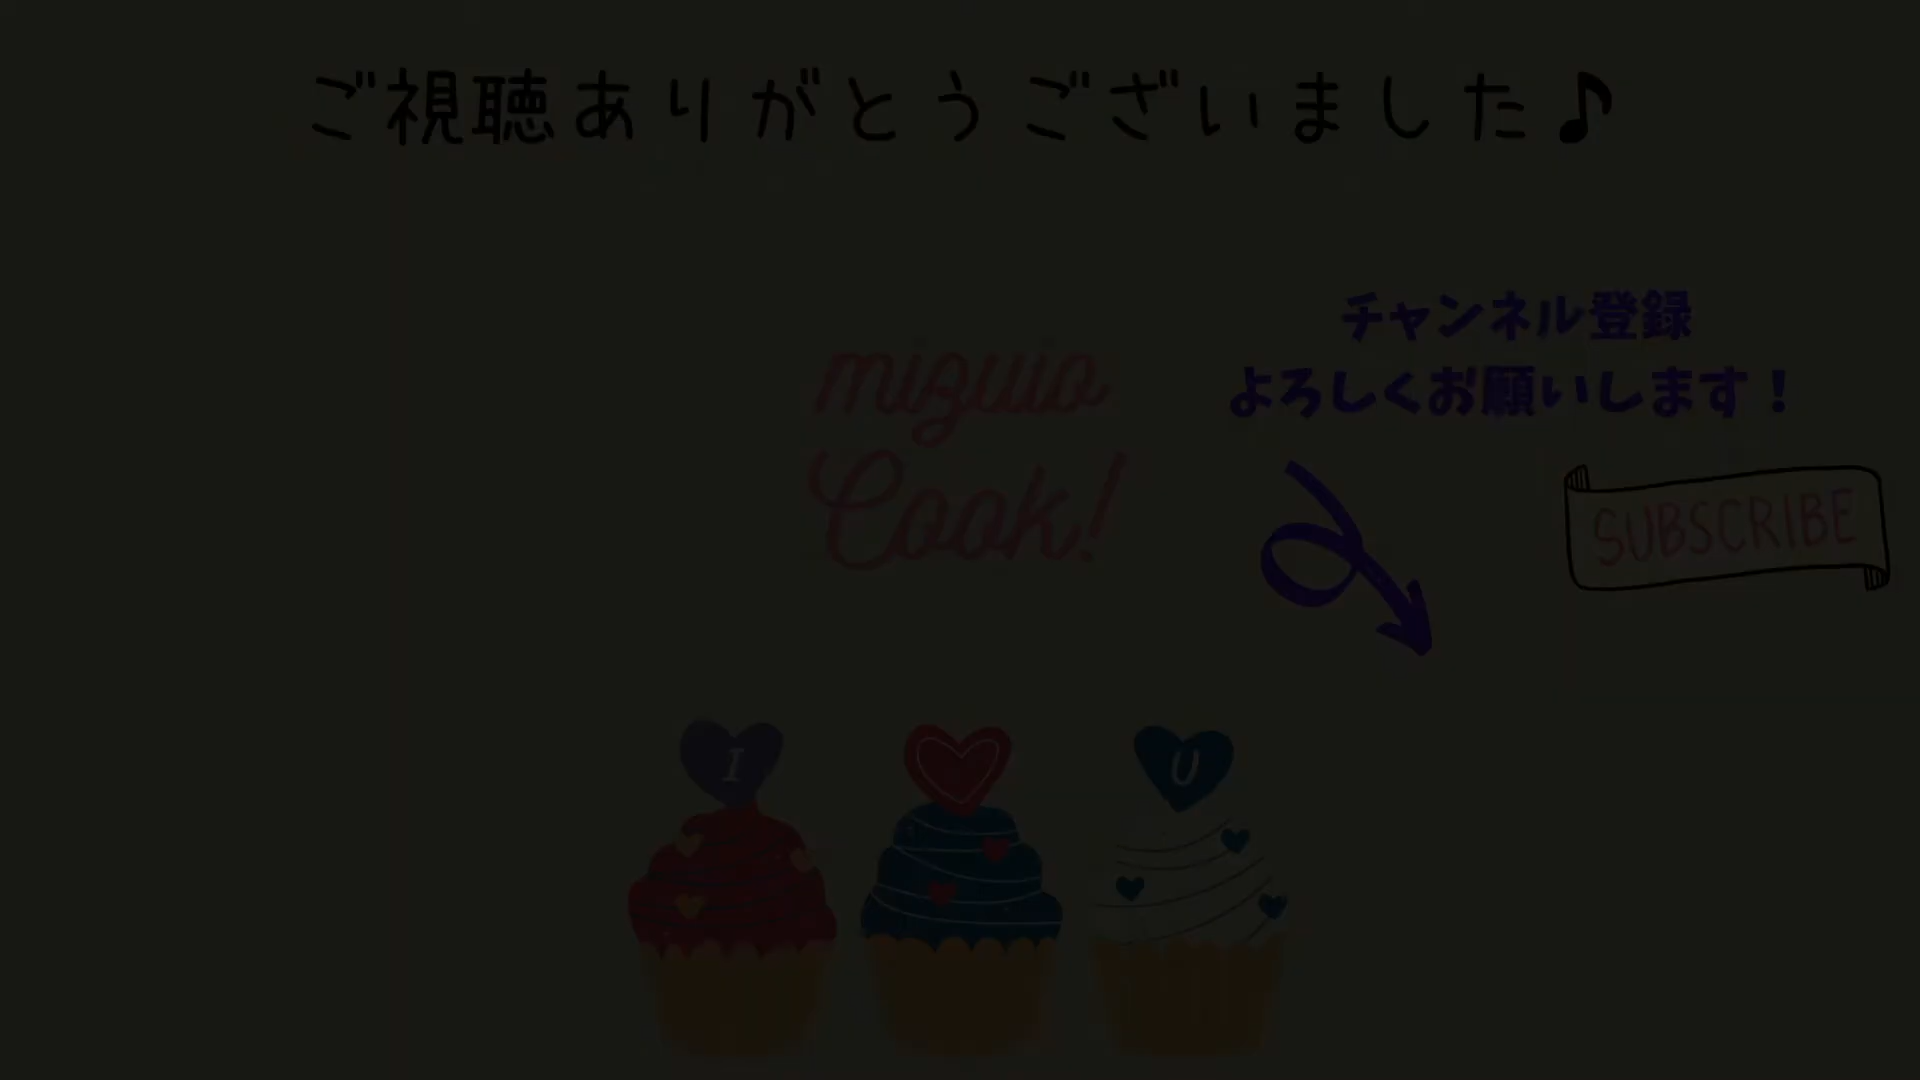 ご視聴ありがとうございました♪
チャンネル登録
よろしくお願いします！
mizuio
Cook!
SUBSCRIBE
I
U